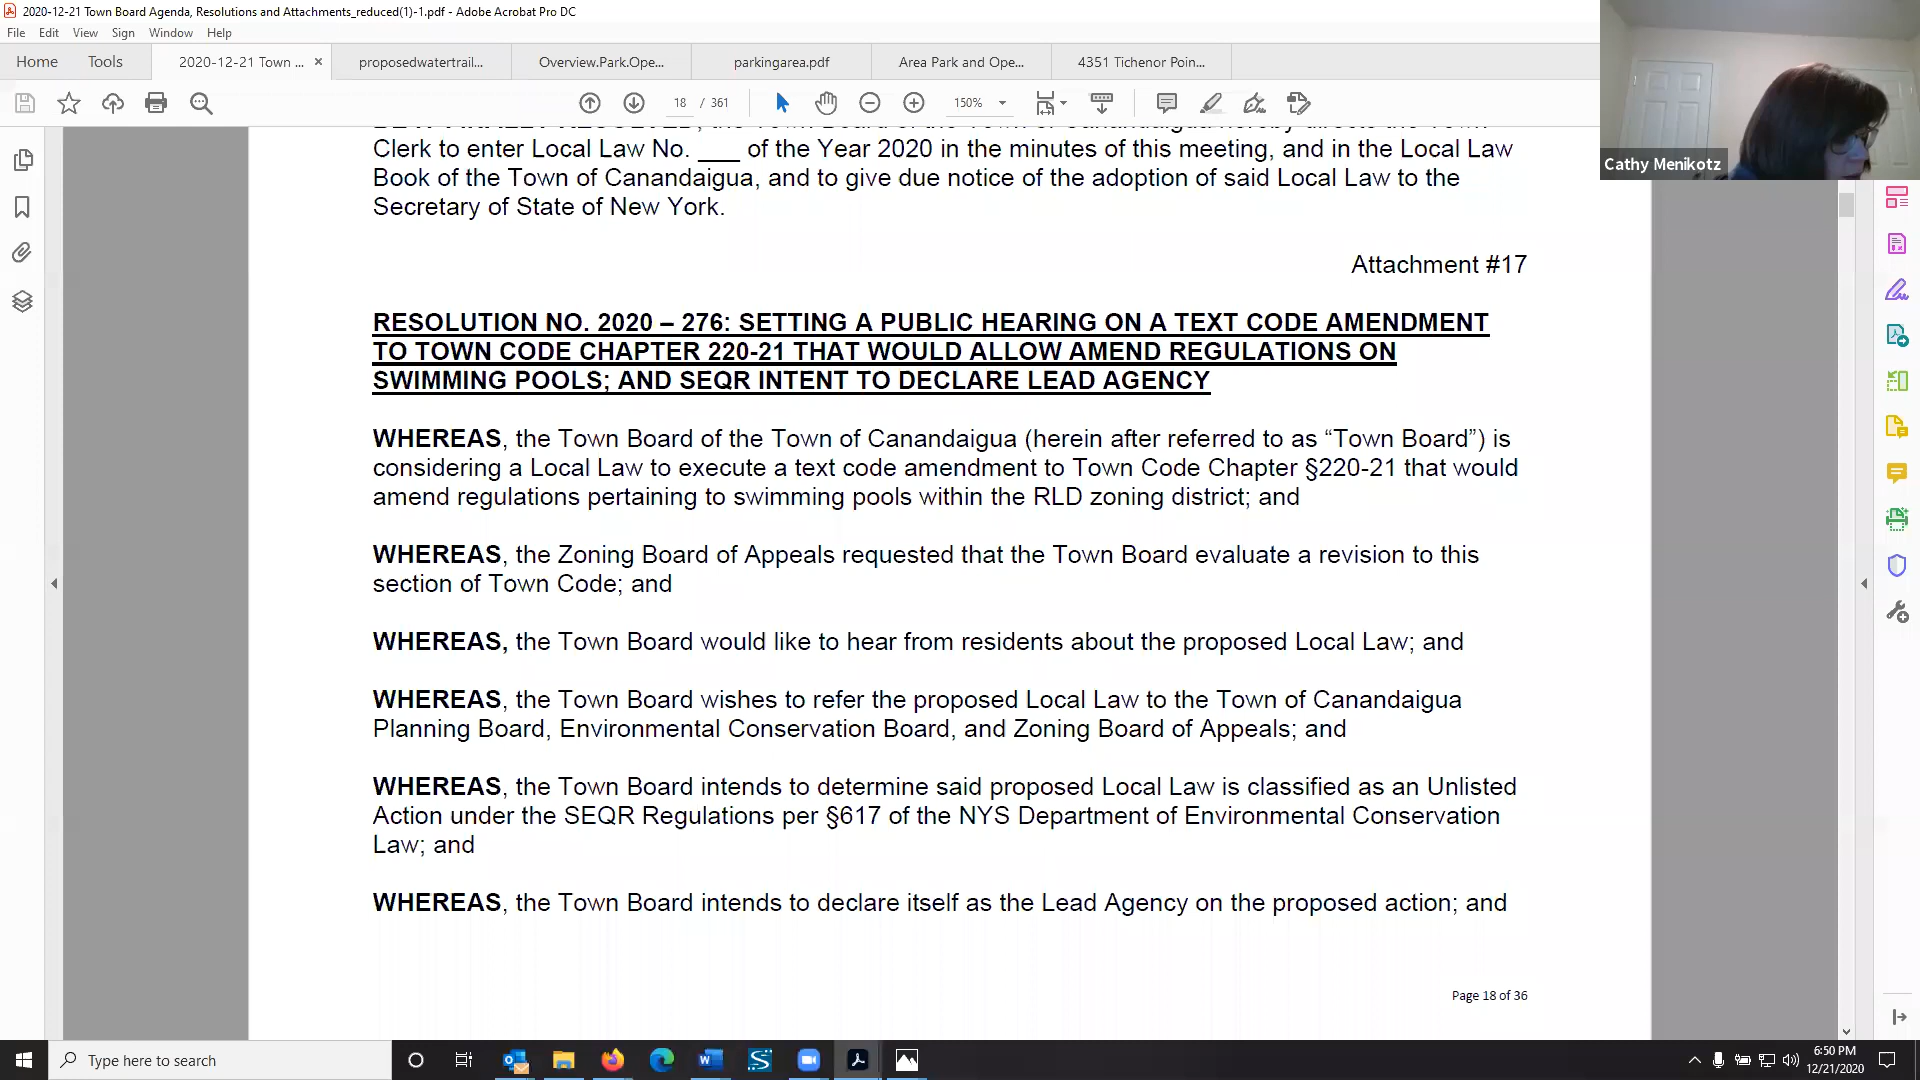 2020-12-21 Town Board Agenda, Resolutions and Attachments_reduced(1)-1.pdf - Adobe Acrobat Pro DC
File Edit View Sign Window Help
Home Tools 2020-12-21 Town ... × proposedwatertrail... Overview.Park.Ope... parkingarea.pdf Area Park and Ope... 4351 Tichenor Poin...
18 / 361 150%
Cathy Menikotz
Clerk to enter Local Law No. ___ of the Year 2020 in the minutes of this meeting, and in the Local Law
Book of the Town of Canandaigua, and to give due notice of the adoption of said Local Law to the
Secretary of State of New York.
Attachment #17
RESOLUTION NO. 2020 – 276: SETTING A PUBLIC HEARING ON A TEXT CODE AMENDMENT
TO TOWN CODE CHAPTER 220-21 THAT WOULD ALLOW AMEND REGULATIONS ON
SWIMMING POOLS; AND SEQR INTENT TO DECLARE LEAD AGENCY
WHEREAS, the Town Board of the Town of Canandaigua (herein after referred to as “Town Board”) is
considering a Local Law to execute a text code amendment to Town Code Chapter §220-21 that would
amend regulations pertaining to swimming pools within the RLD zoning district; and
WHEREAS, the Zoning Board of Appeals requested that the Town Board evaluate a revision to this
section of Town Code; and
WHEREAS, the Town Board would like to hear from residents about the proposed Local Law; and
WHEREAS, the Town Board wishes to refer the proposed Local Law to the Town of Canandaigua
Planning Board, Environmental Conservation Board, and Zoning Board of Appeals; and
WHEREAS, the Town Board intends to determine said proposed Local Law is classified as an Unlisted
Action under the SEQR Regulations per §617 of the NYS Department of Environmental Conservation
Law; and
WHEREAS, the Town Board intends to declare itself as the Lead Agency on the proposed action; and
Page 18 of 36
Type here to search
6:50 PM
12/21/2020